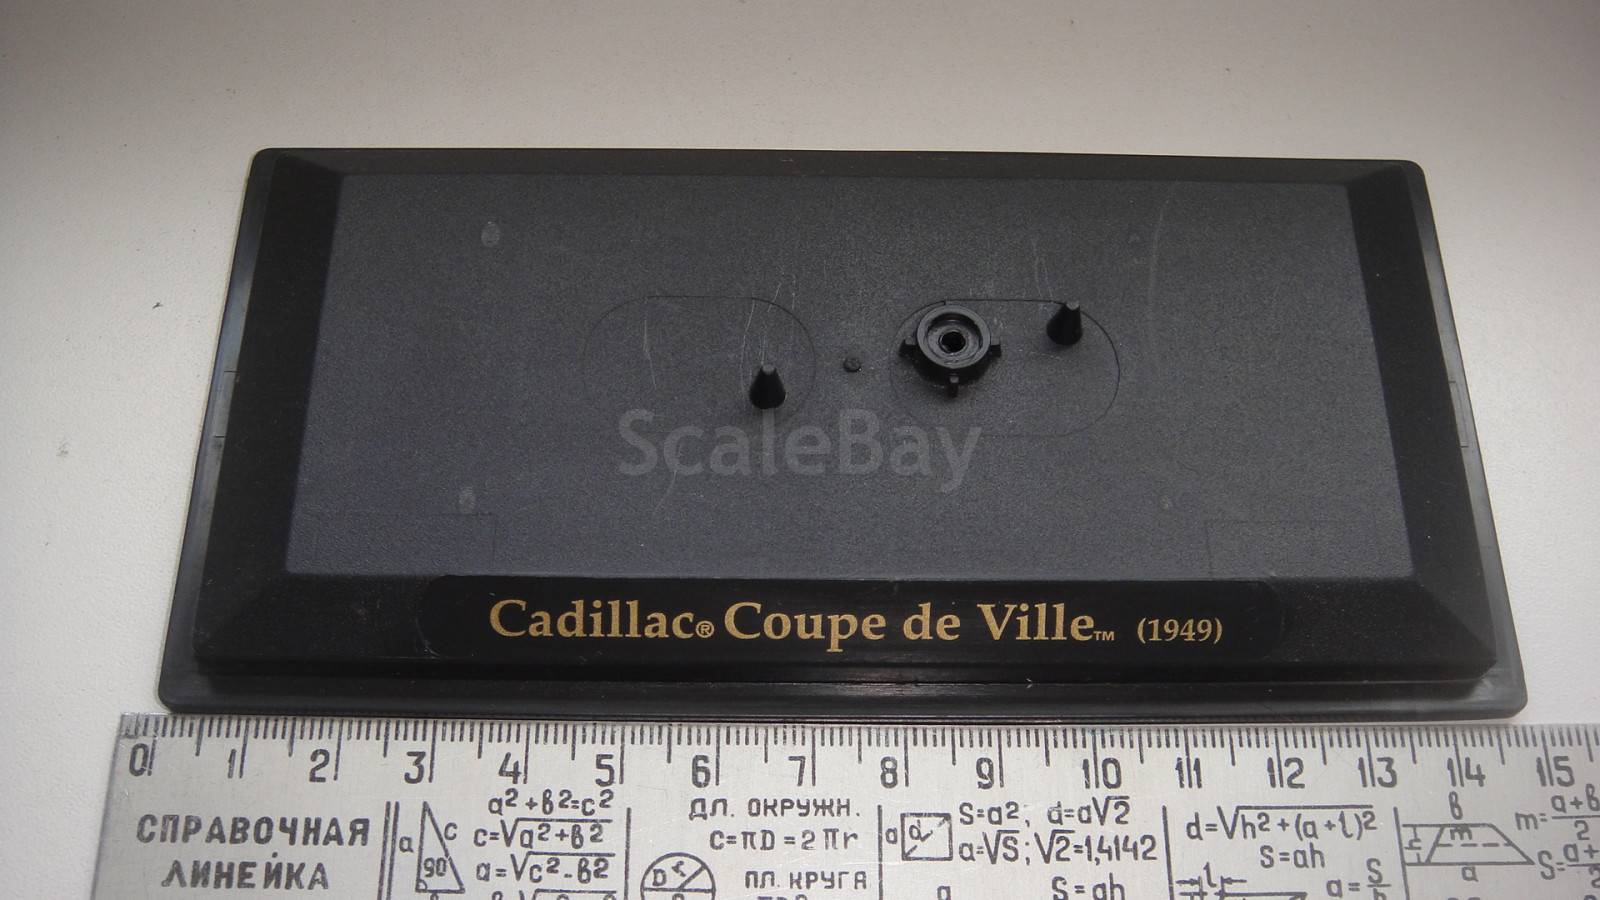 ScaleBay
Cadillac® Coupe de Ville™ (1949)
0 1 2 3 4 5 6 7 8 9 10 11 12 13 14 15
СПРАВОЧНАЯ
ЛИНЕЙКА
a c
90°
a²+в²=c²
c=√a²+в²
a=√c²-в²
ДЛ. ОКРУЖН.
C=πD=2πr
ПЛ. КРУГА
D
a d
S=a²; d=a√2
a=√S; √2=1,4142
S=ah
d=√h²+(a+l)²
S=ah
l
a=S/h
в
m
a
m=a+в/2